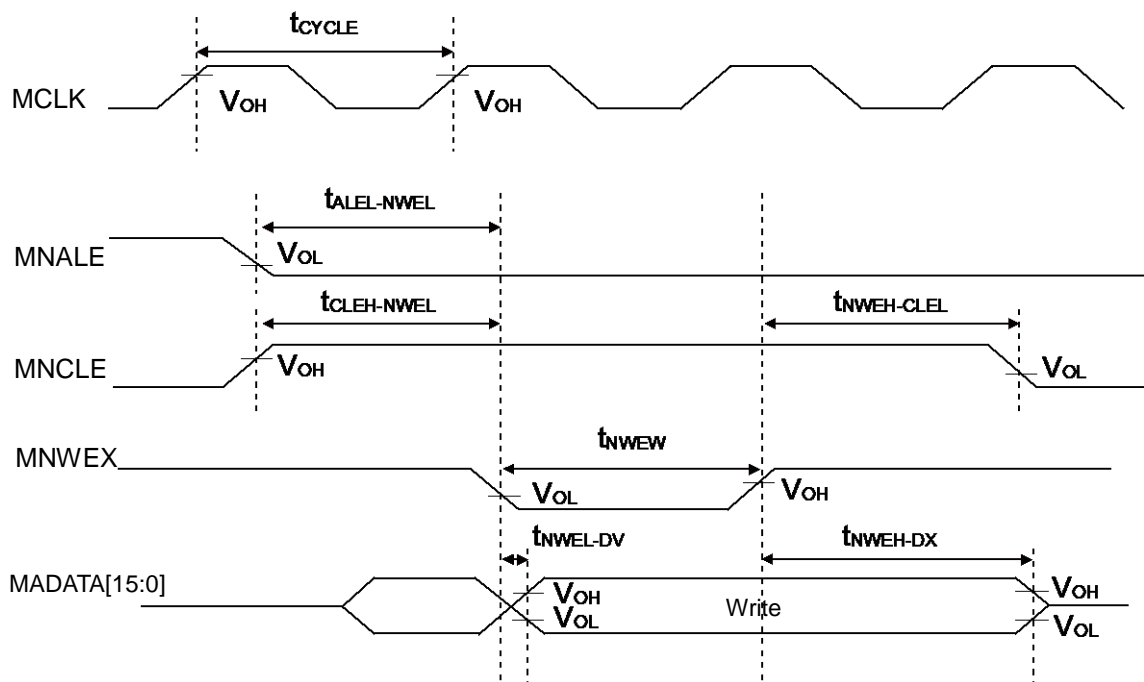 tCYCLE
MCLK
VOH VOH
tALEL-NWEL
MNALE
VOL
tCLEH-NWEL tNWEH-CLEL
MNCLE
VOH VOL
tNWEW
MNWEX
VOL VOH
tNWEL-DV tNWEH-DX
MADATA[15:0]
VOH Write VOH
VOL VOL